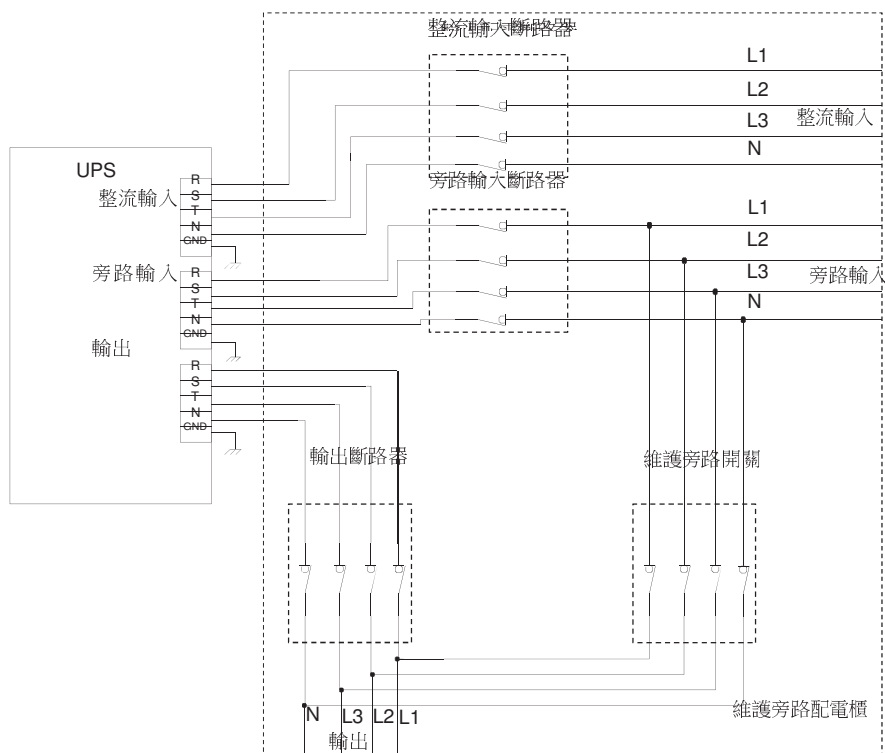 整流輸入斷路器
L1
L2
L3
整流輸入
N
UPS
整流輸入
R
S
T
N
GND
旁路輸入斷路器
L1
L2
L3
旁路輸入
N
旁路輸入
R
S
T
N
GND
輸出
R
S
T
N
GND
輸出斷路器
維護旁路開關
N
L3
L2
L1
輸出
維護旁路配電櫃